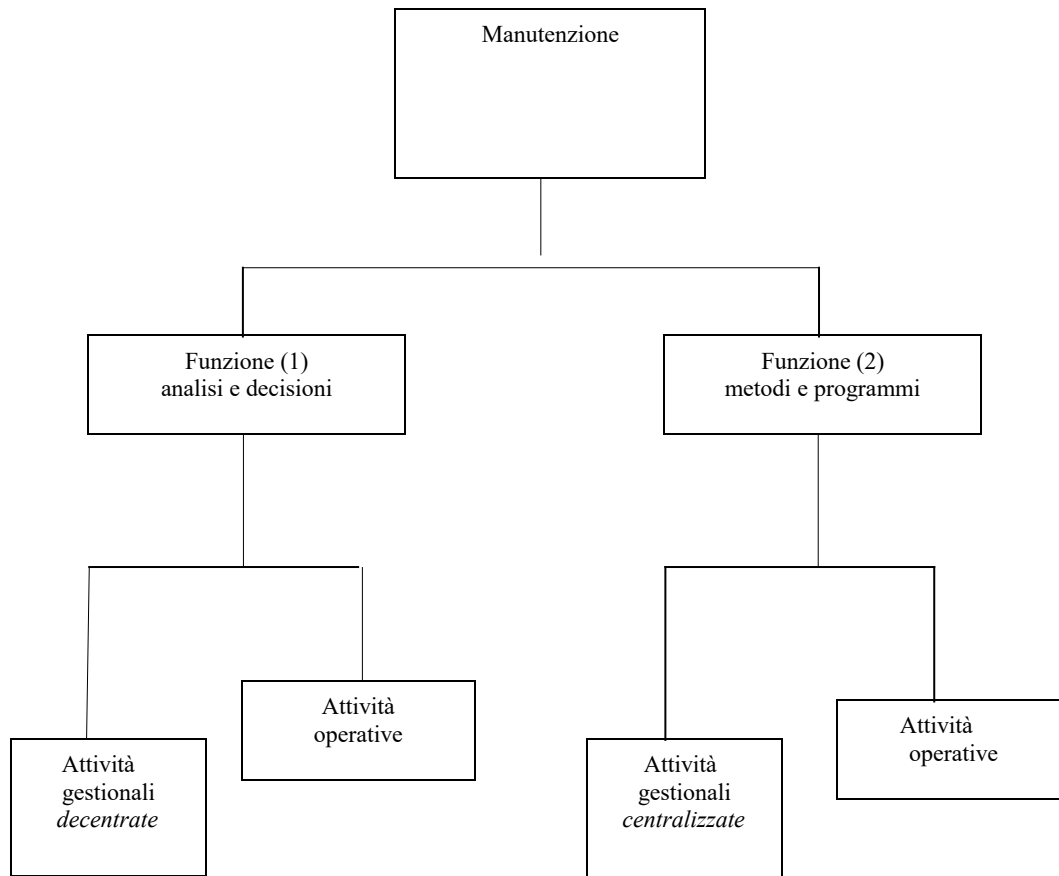 Manutenzione
Funzione (1)
analisi e decisioni
Funzione (2)
metodi e programmi
Attività
operative
Attività
gestionali
decentrate
Attività
operative
Attività
gestionali
centralizzate